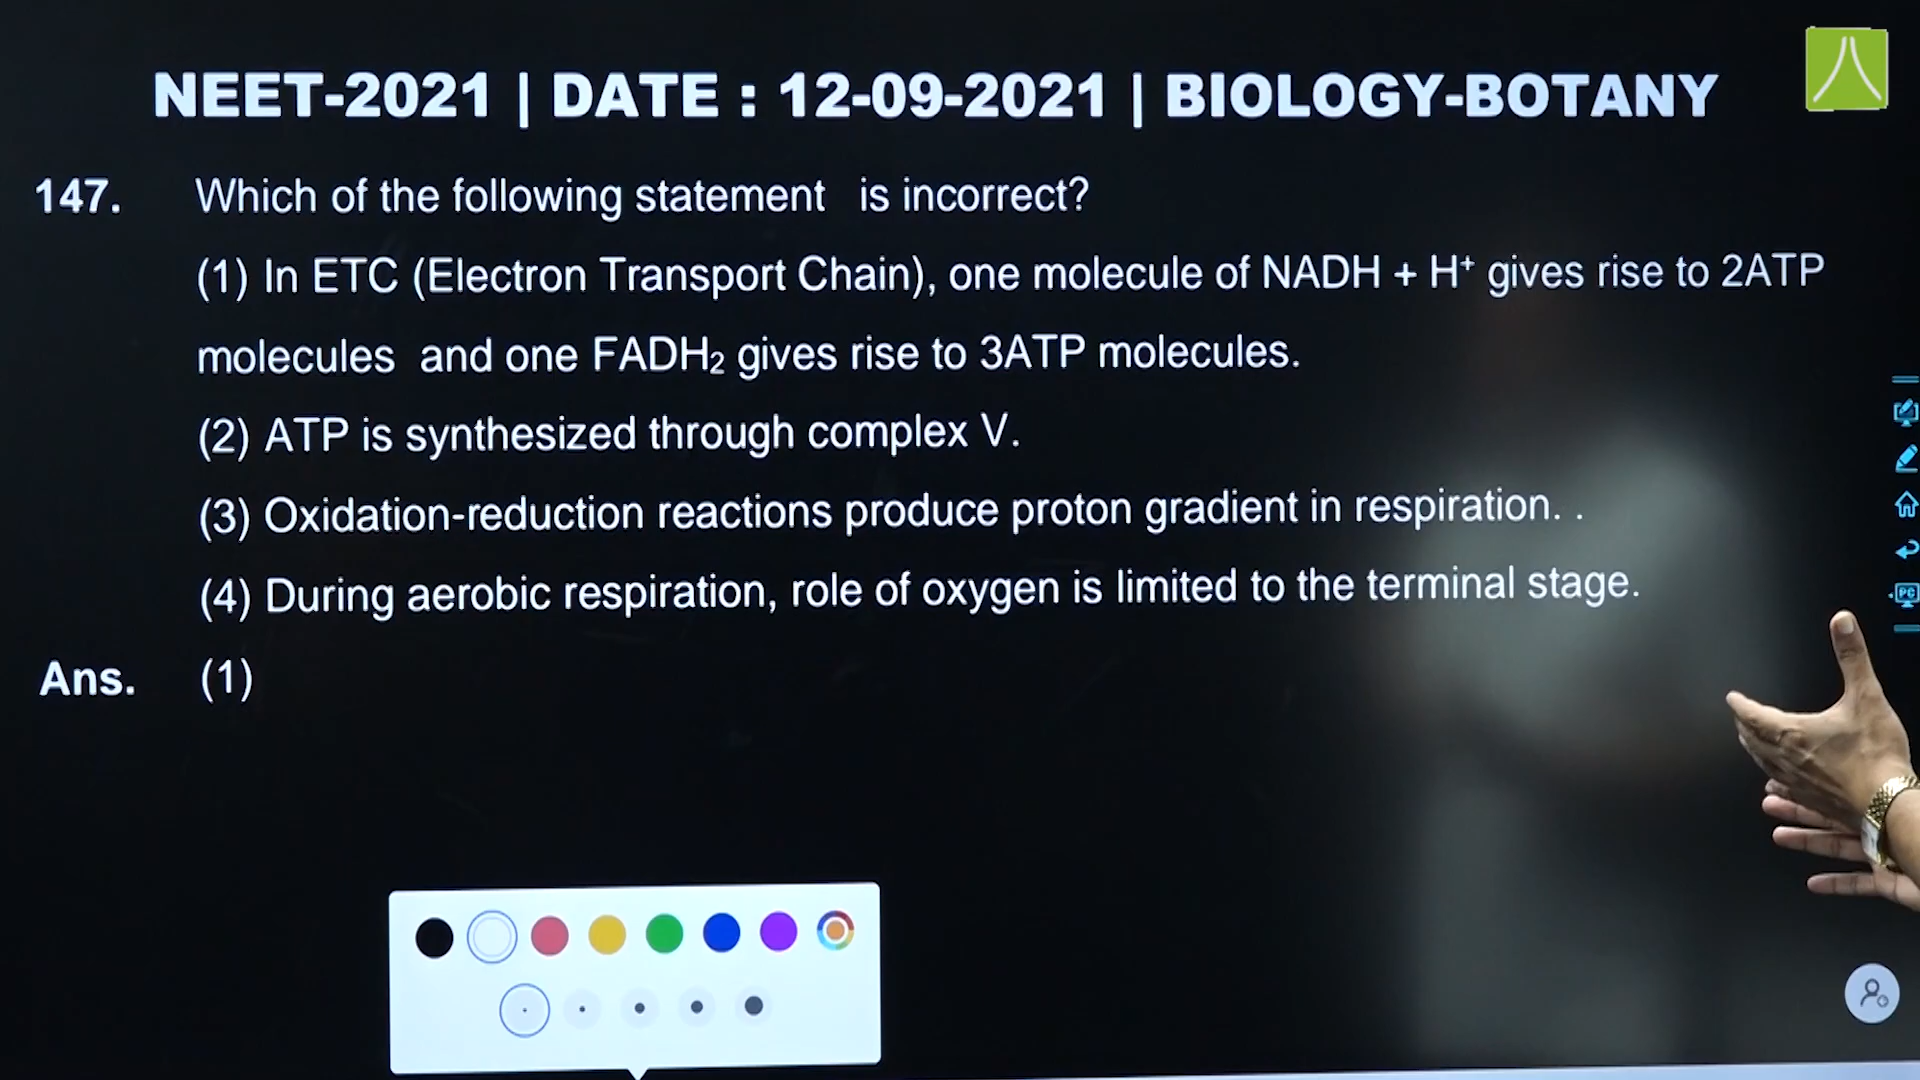 NEET-2021 | DATE : 12-09-2021 | BIOLOGY-BOTANY
147. Which of the following statement is incorrect?
(1) In ETC (Electron Transport Chain), one molecule of NADH + H⁺ gives rise to 2ATP
molecules and one FADH₂ gives rise to 3ATP molecules.
(2) ATP is synthesized through complex V.
(3) Oxidation-reduction reactions produce proton gradient in respiration. .
(4) During aerobic respiration, role of oxygen is limited to the terminal stage.
Ans. (1)
PC